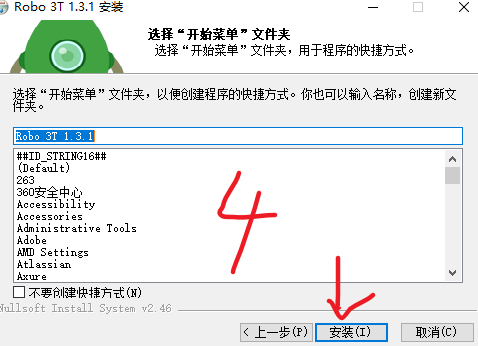 Robo 3T 1.3.1 安装
选择“开始菜单”文件夹
选择“开始菜单”文件夹，用于程序的快捷方式。
选择“开始菜单”文件夹，以便创建程序的快捷方式。你也可以输入名称，创建新文
件夹。
Robo 3T 1.3.1
##ID_STRING16##
(Default)
263
360安全中心
Accessibility
Accessories
Administrative Tools
Adobe
AMD Settings
Atlassian
Axure
4
不要创建快捷方式(N)
Nullsoft Install System v2.46
< 上一步(P)
安装(I)
取消(C)